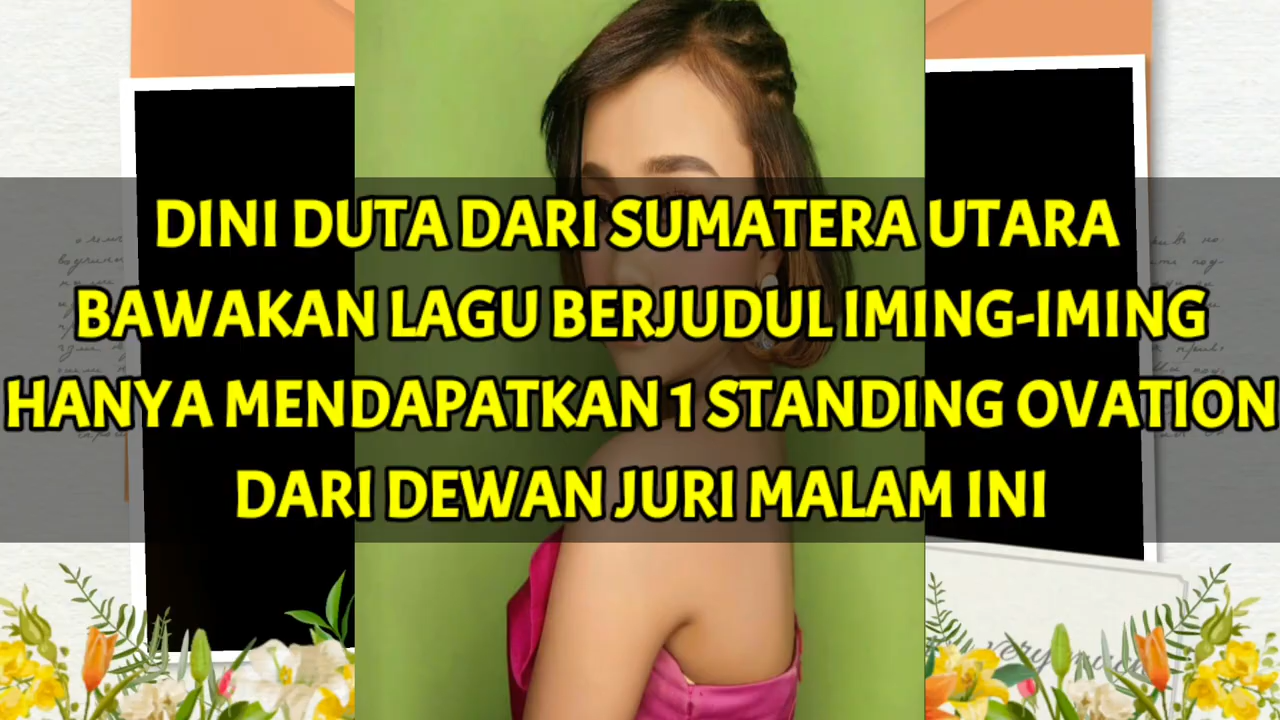 DINI DUTA DARI SUMATERA UTARA
BAWAKAN LAGU BERJUDUL IMING-IMING
HANYA MENDAPATKAN 1 STANDING OVATION
DARI DEWAN JURI MALAM INI